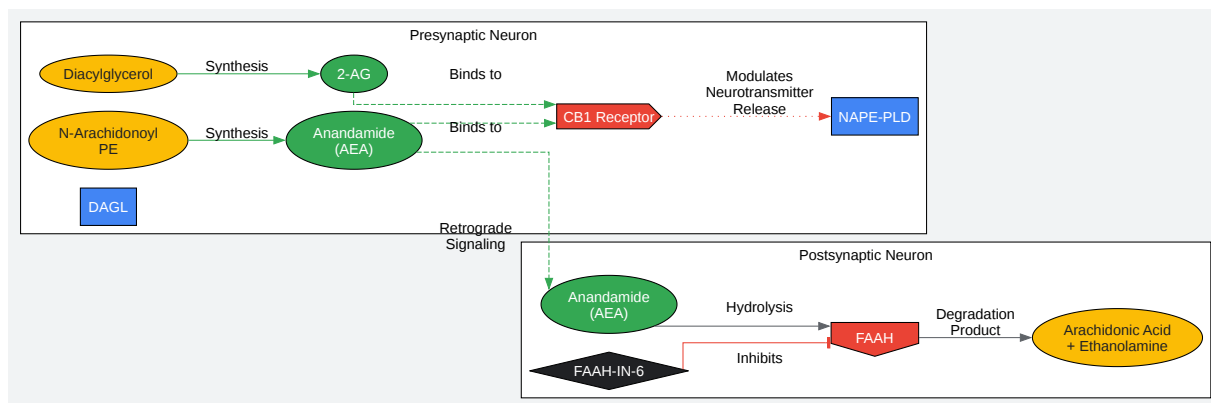 Presynaptic Neuron
Diacylglycerol
Synthesis
2-AG
Binds to
Modulates
Neurotransmitter
Release
CB1 Receptor
NAPE-PLD
N-Arachidonoyl
PE
Synthesis
Anandamide
(AEA)
Binds to
DAGL
Retrograde
Signaling
Postsynaptic Neuron
Anandamide
(AEA)
Hydrolysis
FAAH
Degradation
Product
Arachidonic Acid
+ Ethanolamine
FAAH-IN-6
Inhibits